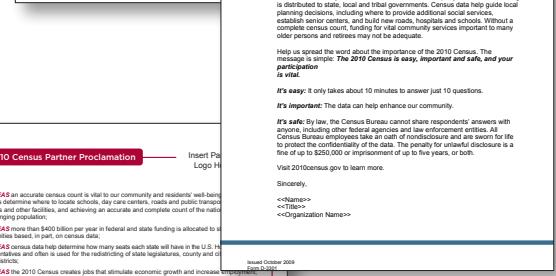 is distributed to state, local and tribal governments. Census data help guide local
planning decisions, including where to provide additional social services,
establish senior centers, and build new roads, hospitals and schools. Without a
complete census count, funding for vital community services important to many
older persons and retirees may not be adequate.
Help us spread the word about the importance of the 2010 Census. The
message is simple: The 2010 Census is easy, important and safe, and your
participation
is vital.
It's easy: It only takes about 10 minutes to answer just 10 questions.
It's important: The data can help enhance our community.
It's safe: By law, the Census Bureau cannot share respondents' answers with
anyone, including other federal agencies and law enforcement entities. All
Census Bureau employees take an oath of nondisclosure and are sworn for life
to protect the confidentiality of the data. The penalty for unlawful disclosure is a
fine of up to $250,000 or imprisonment of up to five years, or both.
Visit 2010census.gov to learn more.
Sincerely,
<<Name>>
<<Title>>
<<Organization Name>>
Issued October 2009
Form D-3301
10 Census Partner Proclamation
Insert Pa
Logo H
EAS an accurate census count is vital to our community and residents' well-being
s determine where to locate schools, day care centers, roads and public transpo
s and other facilities, and achieving an accurate and complete count of the natio
nging population;
EAS more than $400 billion per year in federal and state funding is allocated to st
nities based, in part, on census data;
EAS census data help determine how many seats each state will have in the U.S. Ho
entatives and often is used for the redistricting of state legislatures, county and cit
stricts;
EAS the 2010 Census creates jobs that stimulate economic growth and increase employment;